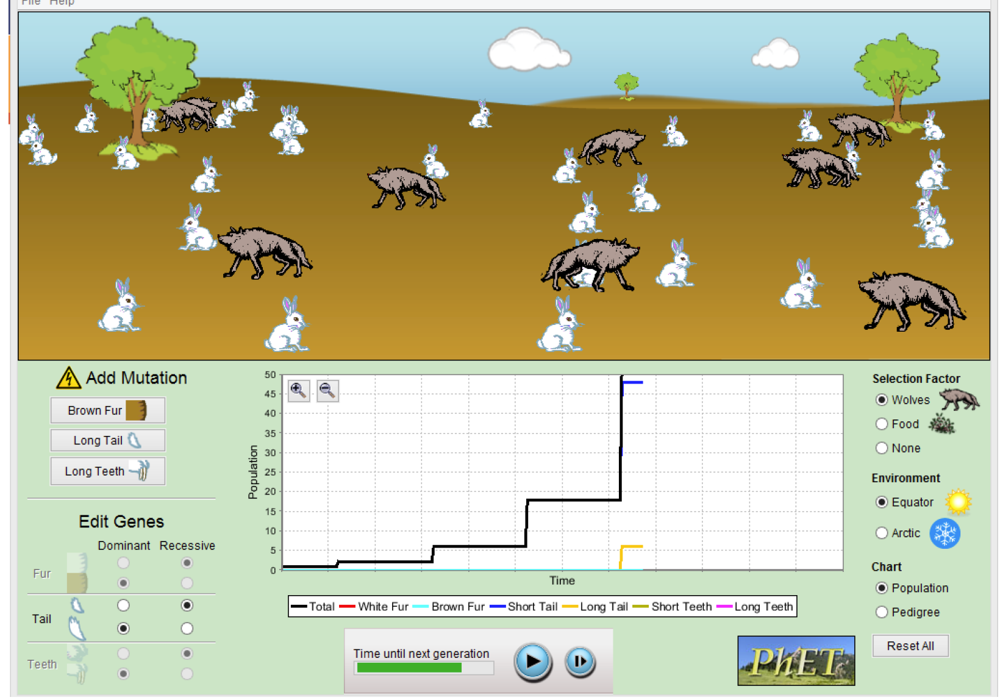 File Help
Add Mutation
Brown Fur
Long Tail
Long Teeth
Edit Genes
Dominant Recessive
Fur
Tail
Teeth
50
45
40
35
30
25
20
15
10
5
0
Population
Time
Total White Fur Brown Fur Short Tail Long Tail Short Teeth Long Teeth
Time until next generation
Selection Factor
Wolves
Food
None
Environment
Equator
Arctic
Chart
Population
Pedigree
Reset All
PhET